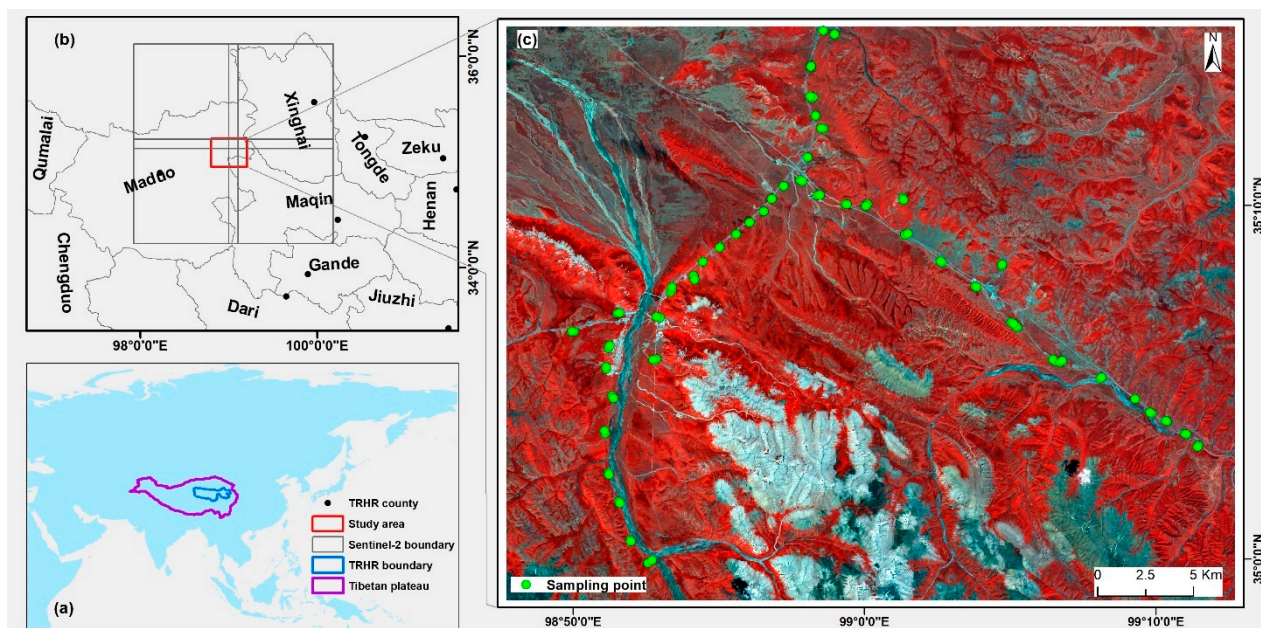 (b)
36°0'0"N
34°0'0"N
Qumalai
Xinghai
Tongde
Zeku
Maduo
Maqin
Henan
Chengduo
Gande
Dari
Jiuzhi
98°0'0"E
100°0'0"E
TRHR county
Study area
Sentinel-2 boundary
TRHR boundary
Tibetan plateau
(a)
(c)
N
35°10'0"N
35°0'0"N
Sampling point
0 2.5 5 Km
98°50'0"E
99°0'0"E
99°10'0"E